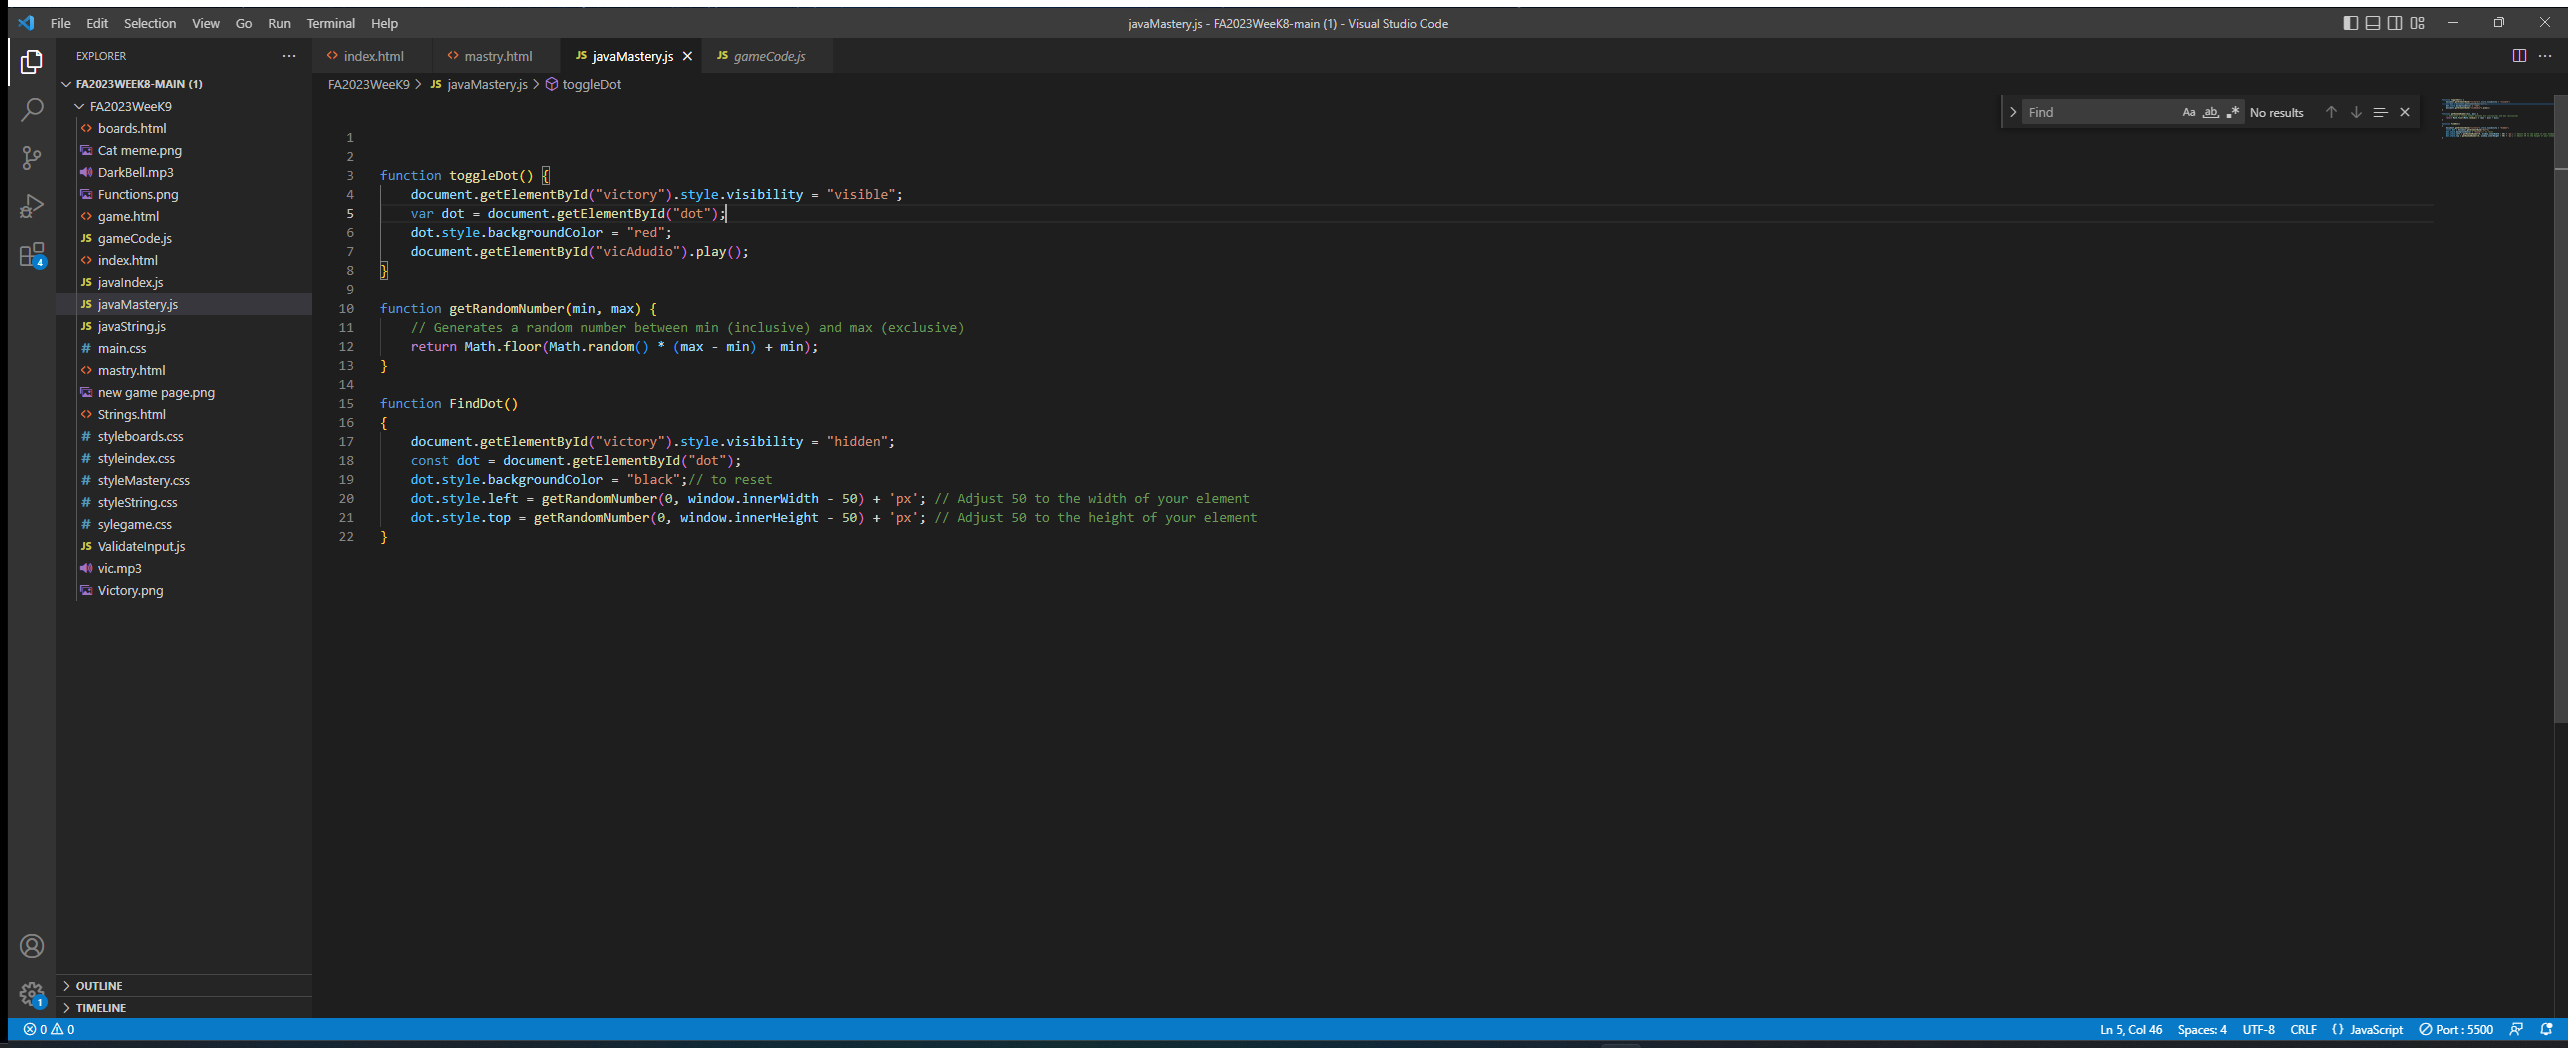 File Edit Selection View Go Run Terminal Help
javaMastery.js - FA2023WeeK8-main (1) - Visual Studio Code
EXPLORER
FA2023WEEK8-MAIN (1)
FA2023WeeK9
boards.html
Cat meme.png
DarkBell.mp3
Functions.png
game.html
JS gameCode.js
index.html
JS javaIndex.js
JS javaMastery.js
JS javaString.js
# main.css
mastry.html
new game page.png
Strings.html
# styleboards.css
# styleindex.css
# styleMastery.css
# styleString.css
# sylegame.css
JS ValidateInput.js
vic.mp3
Victory.png
OUTLINE
TIMELINE
4
1
index.html
mastry.html
JS javaMastery.js
JS gameCode.js
FA2023WeeK9 > JS javaMastery.js > toggleDot
Find Aa ab No results
1
2
3 function toggleDot() {
4 document.getElementById("victory").style.visibility = "visible";
5 var dot = document.getElementById("dot");
6 dot.style.backgroundColor = "red";
7 document.getElementById("vicAdudio").play();
8 }
9
10 function getRandomNumber(min, max) {
11 // Generates a random number between min (inclusive) and max (exclusive)
12 return Math.floor(Math.random() * (max - min) + min);
13 }
14
15 function FindDot()
16 {
17 document.getElementById("victory").style.visibility = "hidden";
18 const dot = document.getElementById("dot");
19 dot.style.backgroundColor = "black";// to reset
20 dot.style.left = getRandomNumber(0, window.innerWidth - 50) + 'px'; // Adjust 50 to the width of your element
21 dot.style.top = getRandomNumber(0, window.innerHeight - 50) + 'px'; // Adjust 50 to the height of your element
22 }
0 0
Ln 5, Col 46 Spaces: 4 UTF-8 CRLF {} JavaScript Port : 5500